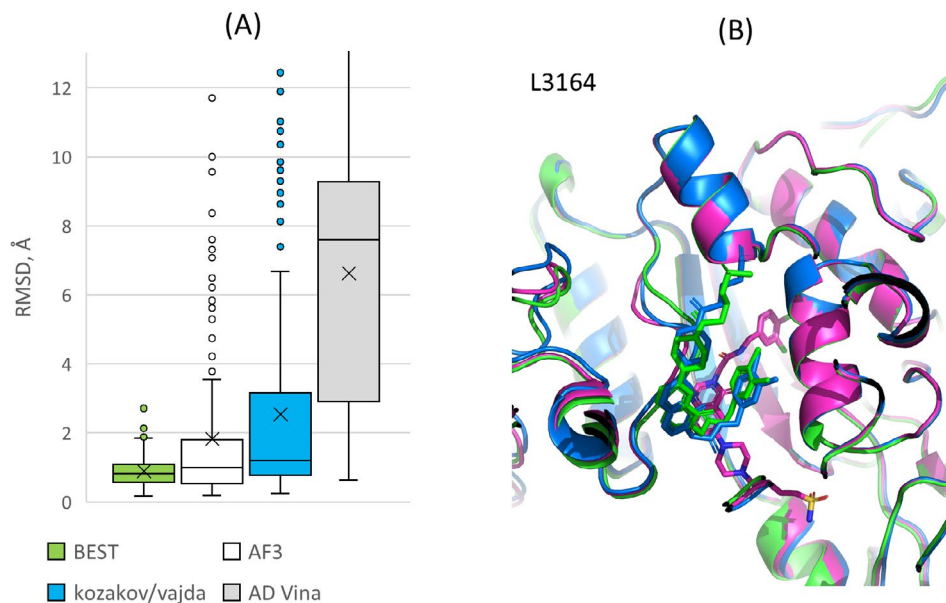 (A)
(B)
L3164
RMSD, Å
12
10
8
6
4
2
0
BEST
AF3
kozakov/vajda
AD Vina